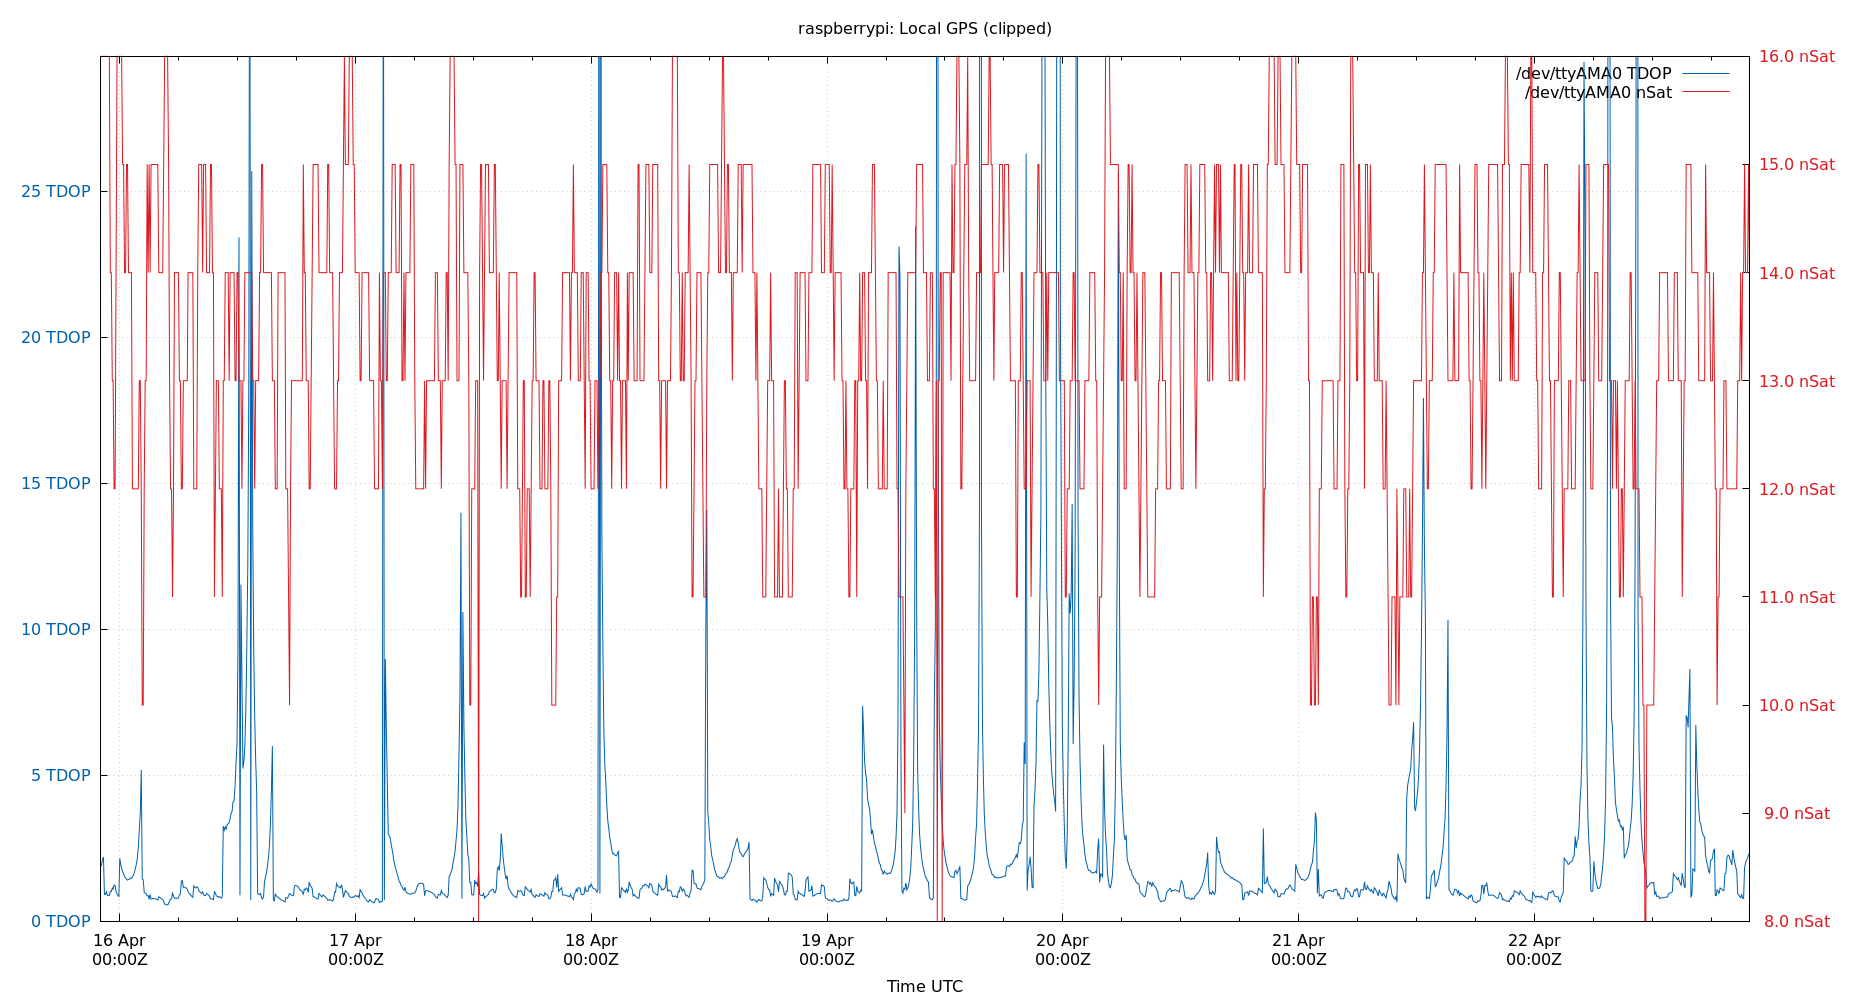 raspberrypi: Local GPS (clipped)
16.0 nSat
/dev/ttyAMA0 TDOP
/dev/ttyAMA0 nSat
15.0 nSat
25 TDOP
14.0 nSat
20 TDOP
13.0 nSat
15 TDOP
12.0 nSat
11.0 nSat
10 TDOP
10.0 nSat
5 TDOP
9.0 nSat
0 TDOP
8.0 nSat
16 Apr 17 Apr 18 Apr 19 Apr 20 Apr 21 Apr 22 Apr
00:00Z 00:00Z 00:00Z 00:00Z 00:00Z 00:00Z 00:00Z
Time UTC